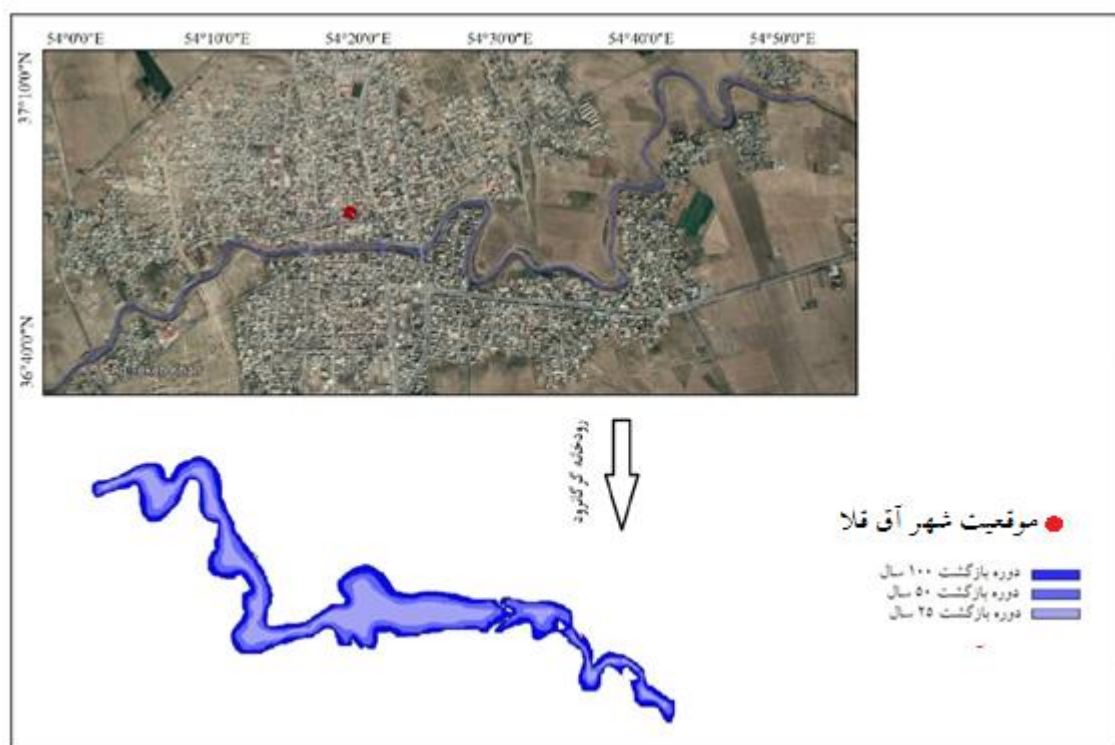 54°0'0"E 54°10'0"E 54°20'0"E 54°30'0"E 54°40'0"E 54°50'0"E
37°10'0"N
36°40'0"N
رودخانه گرگانرود
موقعیت شهر آق قلا
دوره بازگشت ۱۰۰ سال
دوره بازگشت ۵۰ سال
دوره بازگشت ۲۵ سال